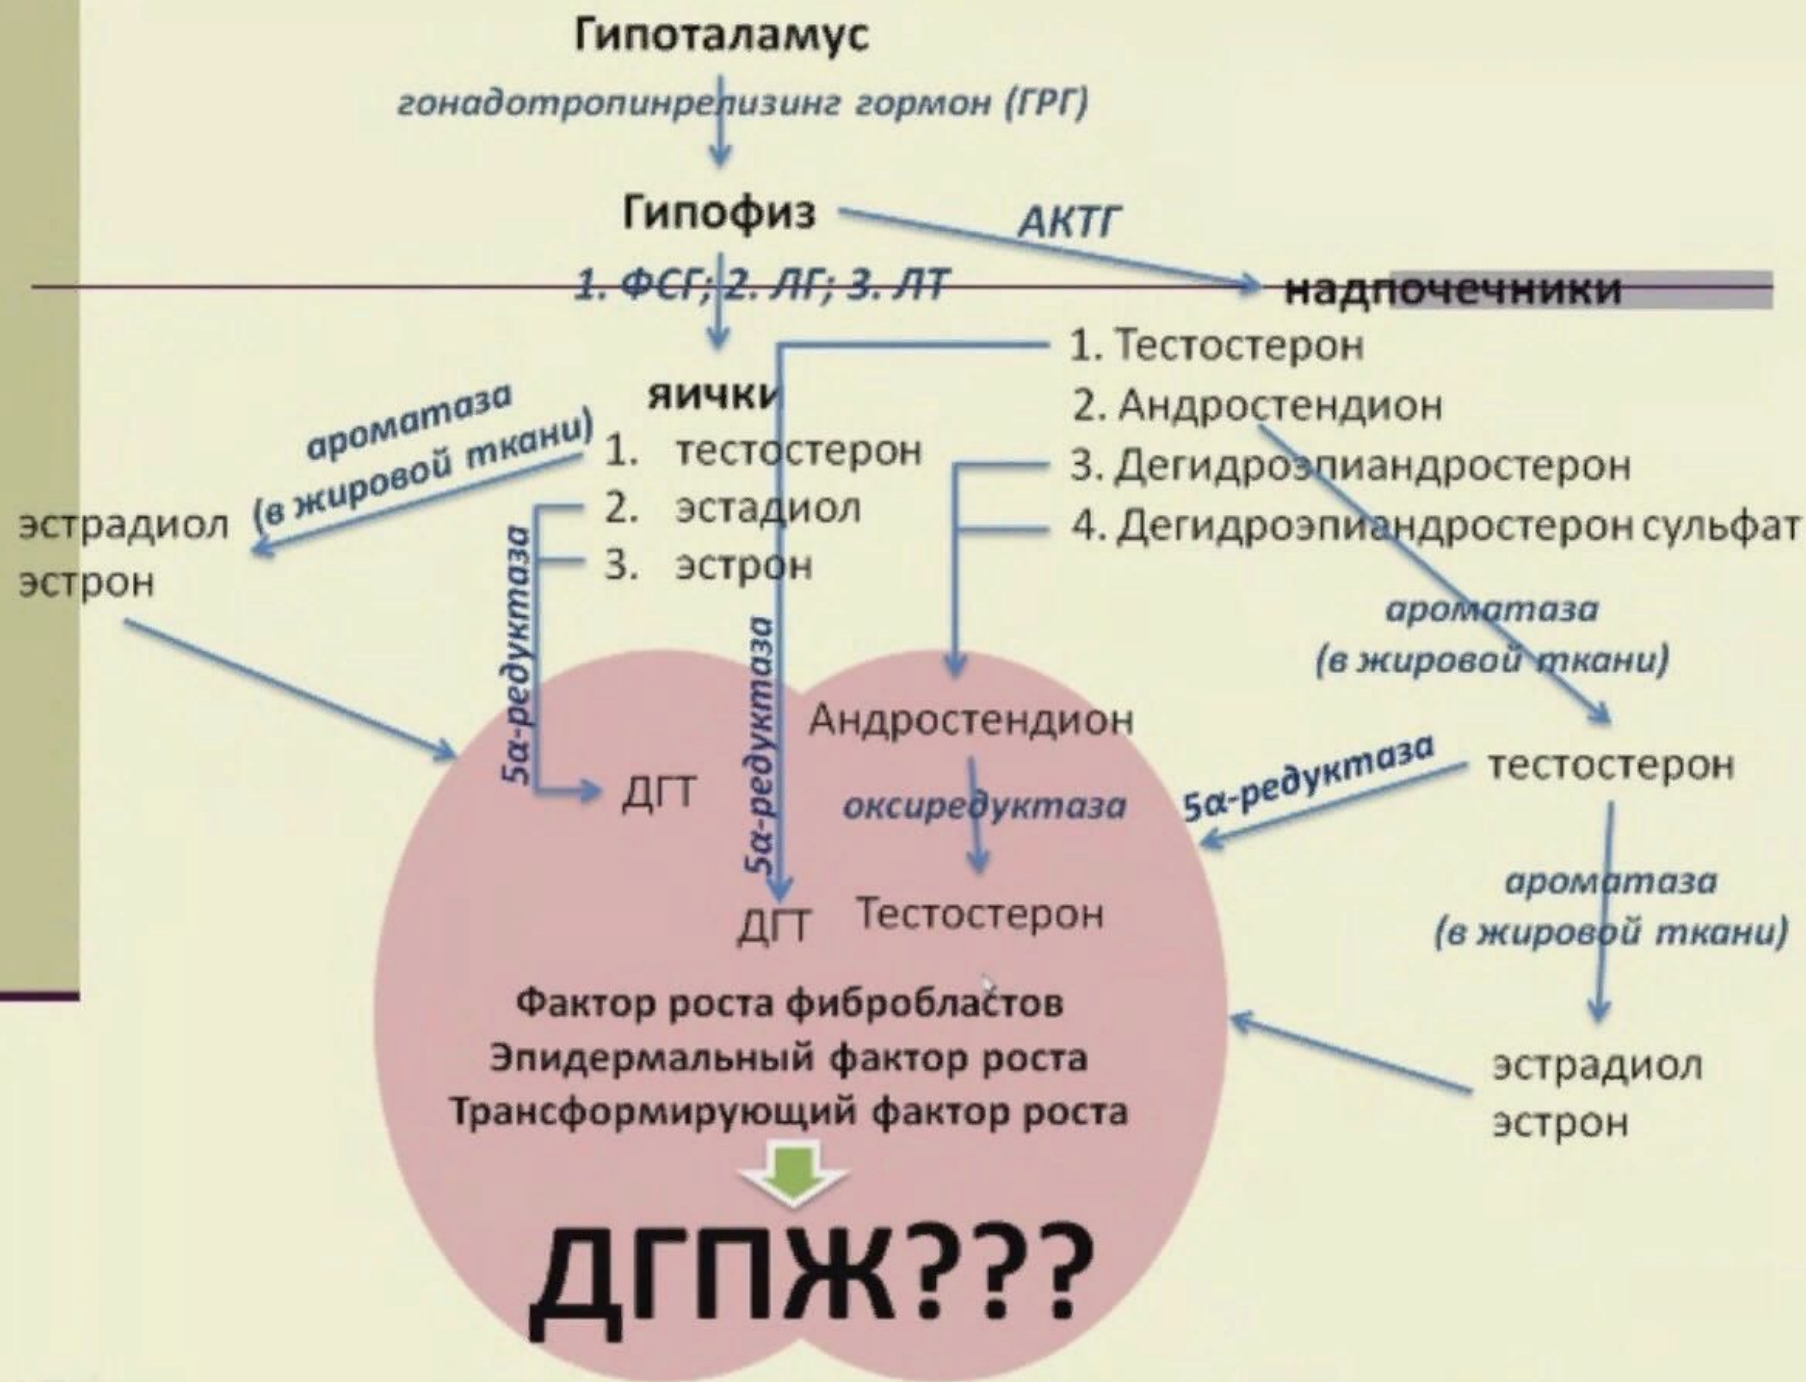 Гипоталамус
гонадотропинрелизинг гормон (ГРГ)
Гипофиз
АКТГ
1. ФСГ; 2. ЛГ; 3. ЛТ
надпочечники
1. Тестостерон
2. Андростендион
3. Дегидроэпиандростерон
4. Дегидроэпиандростерон сульфат
яички
1. тестостерон
2. эстадиол
3. эстрон
ароматаза
(в жировой ткани)
эстрадиол
эстрон
5α-редуктаза
5α-редуктаза
ароматаза
(в жировой ткани)
Андростендион
ДГТ
оксиредуктаза
5α-редуктаза
тестостерон
ДГТ
Тестостерон
ароматаза
(в жировой ткани)
Фактор роста фибробластов
Эпидермальный фактор роста
Трансформирующий фактор роста
эстрадиол
эстрон
ДГПЖ???